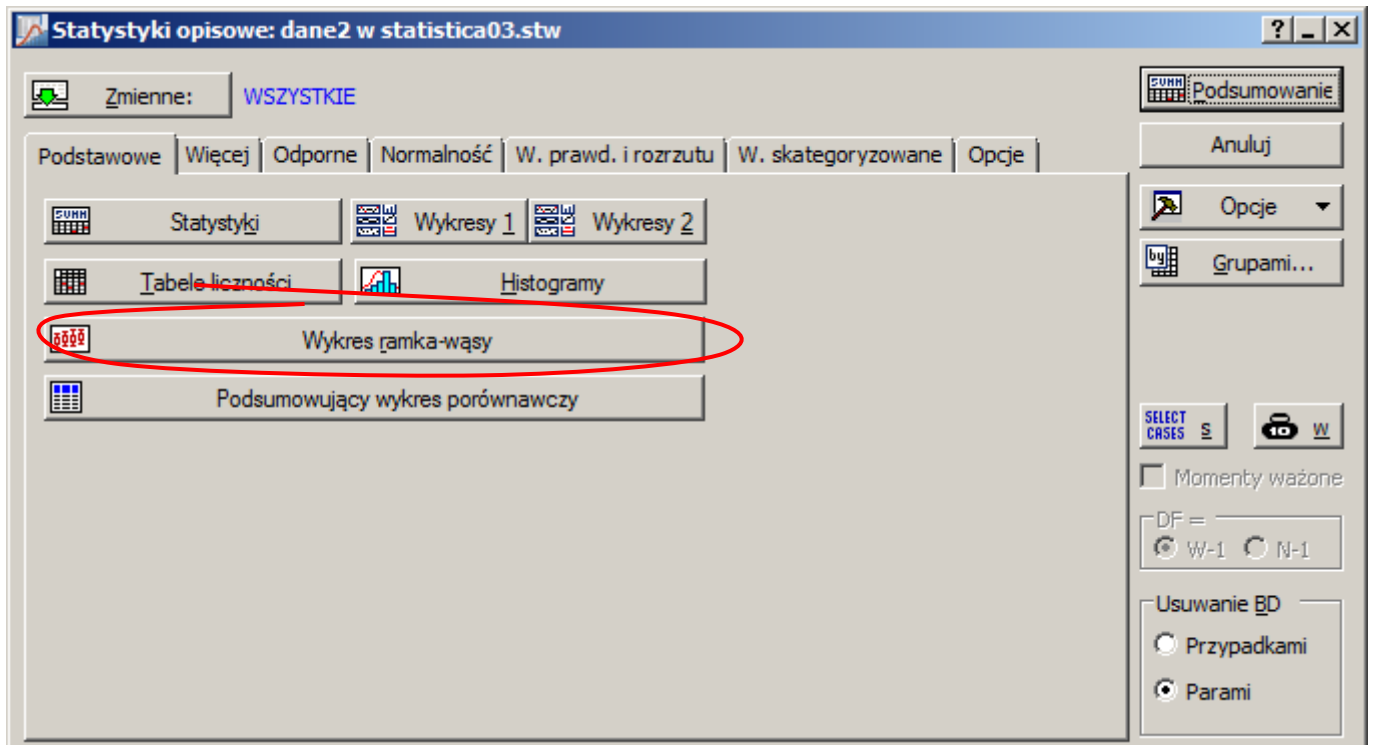 Statystyki opisowe: dane2 w statistica03.stw
Zmienne: WSZYSTKIE
Podsumowanie
Podstawowe Więcej Odporne Normalność W. prawd. i rozrzutu W. skategoryzowane Opcje
Anuluj
Statystyki Wykresy 1 Wykresy 2
Opcje
Tabele liczności Histogramy
Grupami...
Wykres ramka-wąsy
Podsumowujący wykres porównawczy
SELECT CASES S W
Momenty ważone
DF =
W-1 N-1
Usuwanie BD
Przypadkami
Parami